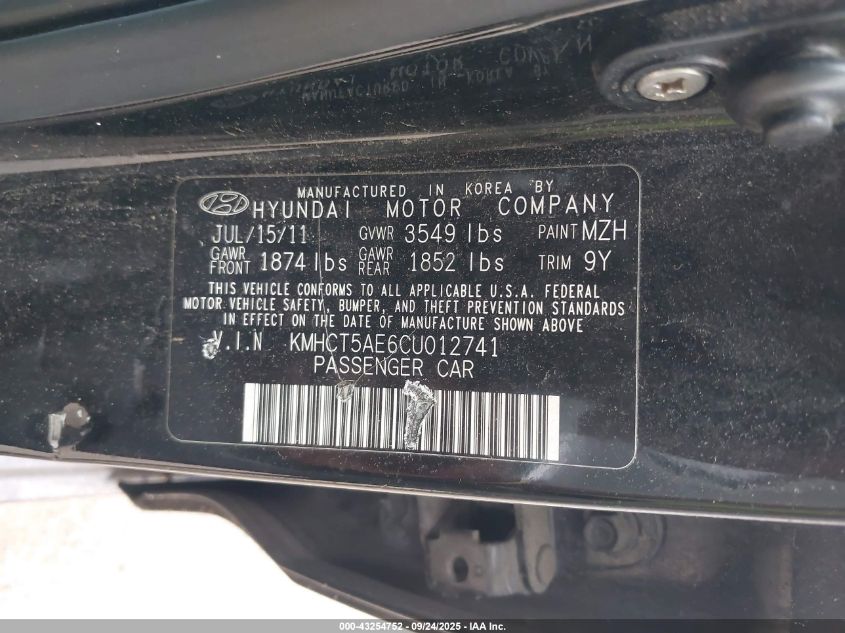 MANUFACTURED IN KOREA BY
HYUNDAI MOTOR COMPANY
JUL/15/11 GVWR 3549 lbs PAINT MZH
GAWR FRONT 1874 lbs GAWR REAR 1852 lbs TRIM 9Y
THIS VEHICLE CONFORMS TO ALL APPLICABLE U.S.A. FEDERAL
MOTOR VEHICLE SAFETY, BUMPER, AND THEFT PREVENTION STANDARDS
IN EFFECT ON THE DATE OF MANUFACTURE SHOWN ABOVE
V.I.N KMHCT5AE6CU012741
PASSENGER CAR
000-43254752 - 09/24/2025 - IAA Inc.